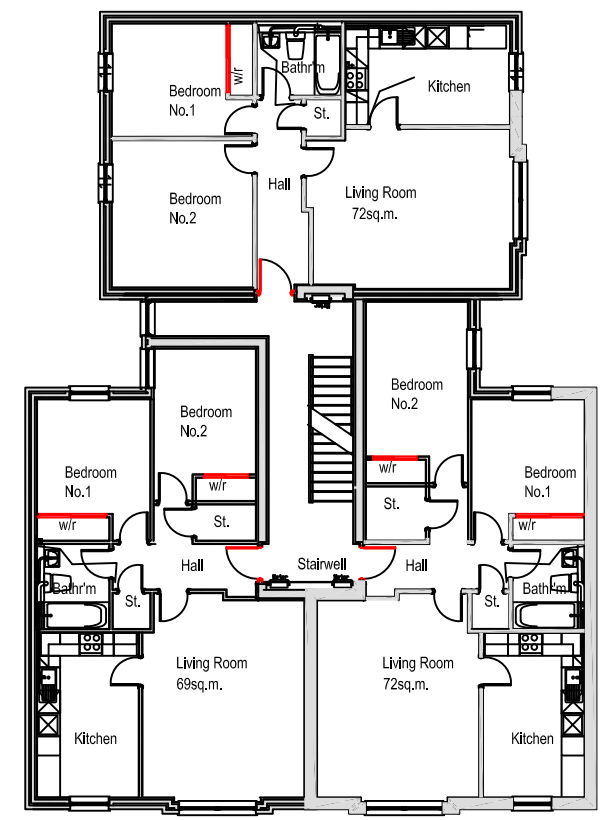 Bedroom
No.1
w/r
Bathr'm
St.
Kitchen
Bedroom
No.2
Hall
Living Room
72sq.m.
Bedroom
No.2
w/r
St.
Bedroom
No.1
w/r
Bathr'm
St.
Hall
Stairwell
Living Room
69sq.m.
Kitchen
Bedroom
No.2
w/r
St.
Bedroom
No.1
w/r
Hall
Bathr'm
St.
Living Room
72sq.m.
Kitchen